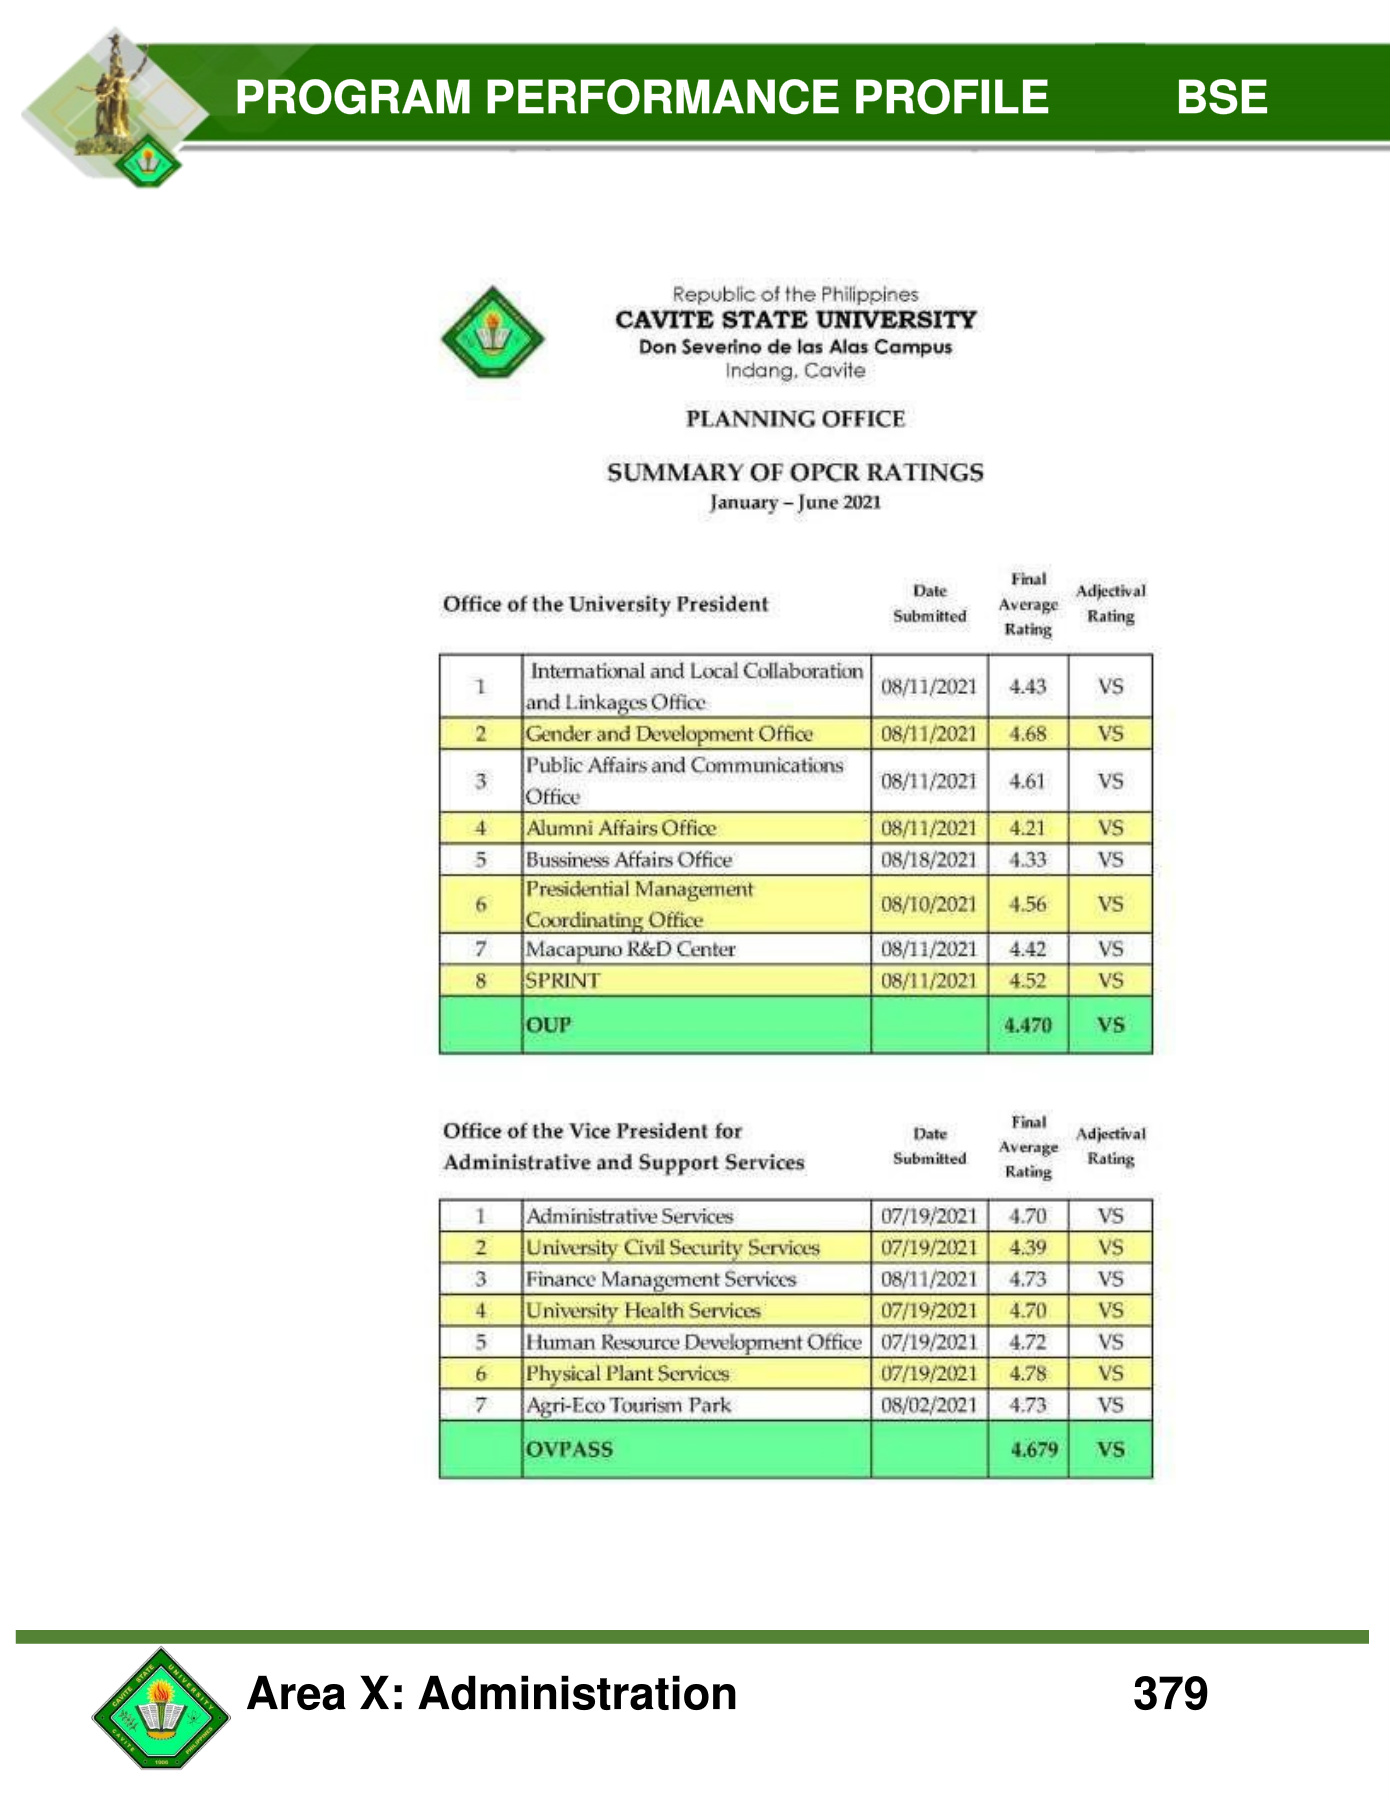 PROGRAM PERFORMANCE PROFILE BSE
Republic of the Philippines
CAVITE STATE UNIVERSITY
Don Severino de las Alas Campus
Indang, Cavite
PLANNING OFFICE
SUMMARY OF OPCR RATINGS
January – June 2021
Office of the University President Date Submitted Final Average Rating Adjectival Rating
1 International and Local Collaboration and Linkages Office 08/11/2021 4.43 VS
2 Gender and Development Office 08/11/2021 4.68 VS
3 Public Affairs and Communications Office 08/11/2021 4.61 VS
4 Alumni Affairs Office 08/11/2021 4.21 VS
5 Bussiness Affairs Office 08/18/2021 4.33 VS
6 Presidential Management Coordinating Office 08/10/2021 4.56 VS
7 Macapuno R&D Center 08/11/2021 4.42 VS
8 SPRINT 08/11/2021 4.52 VS
OUP 4.470 VS
Office of the Vice President for Administrative and Support Services Date Submitted Final Average Rating Adjectival Rating
1 Administrative Services 07/19/2021 4.70 VS
2 University Civil Security Services 07/19/2021 4.39 VS
3 Finance Management Services 08/11/2021 4.73 VS
4 University Health Services 07/19/2021 4.70 VS
5 Human Resource Development Office 07/19/2021 4.72 VS
6 Physical Plant Services 07/19/2021 4.78 VS
7 Agri-Eco Tourism Park 08/02/2021 4.73 VS
OVPASS 4.679 VS
CAVITE STATE UNIVERSITY
CAVITE PHILIPPINES
1906
Area X: Administration 379